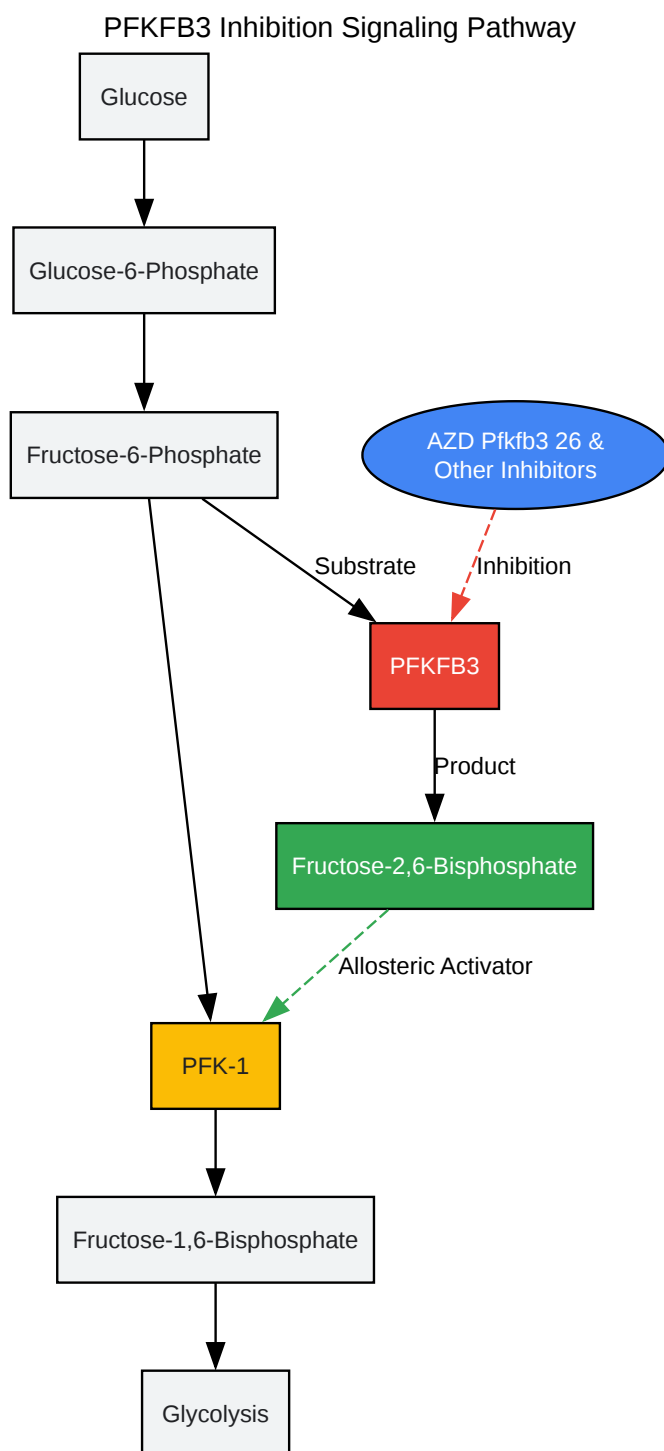 PFKFB3 Inhibition Signaling Pathway
Glucose
Glucose-6-Phosphate
Fructose-6-Phosphate
AZD Pfkfb3 26 &
Other Inhibitors
Substrate
Inhibition
PFKFB3
Product
Fructose-2,6-Bisphosphate
Allosteric Activator
PFK-1
Fructose-1,6-Bisphosphate
Glycolysis